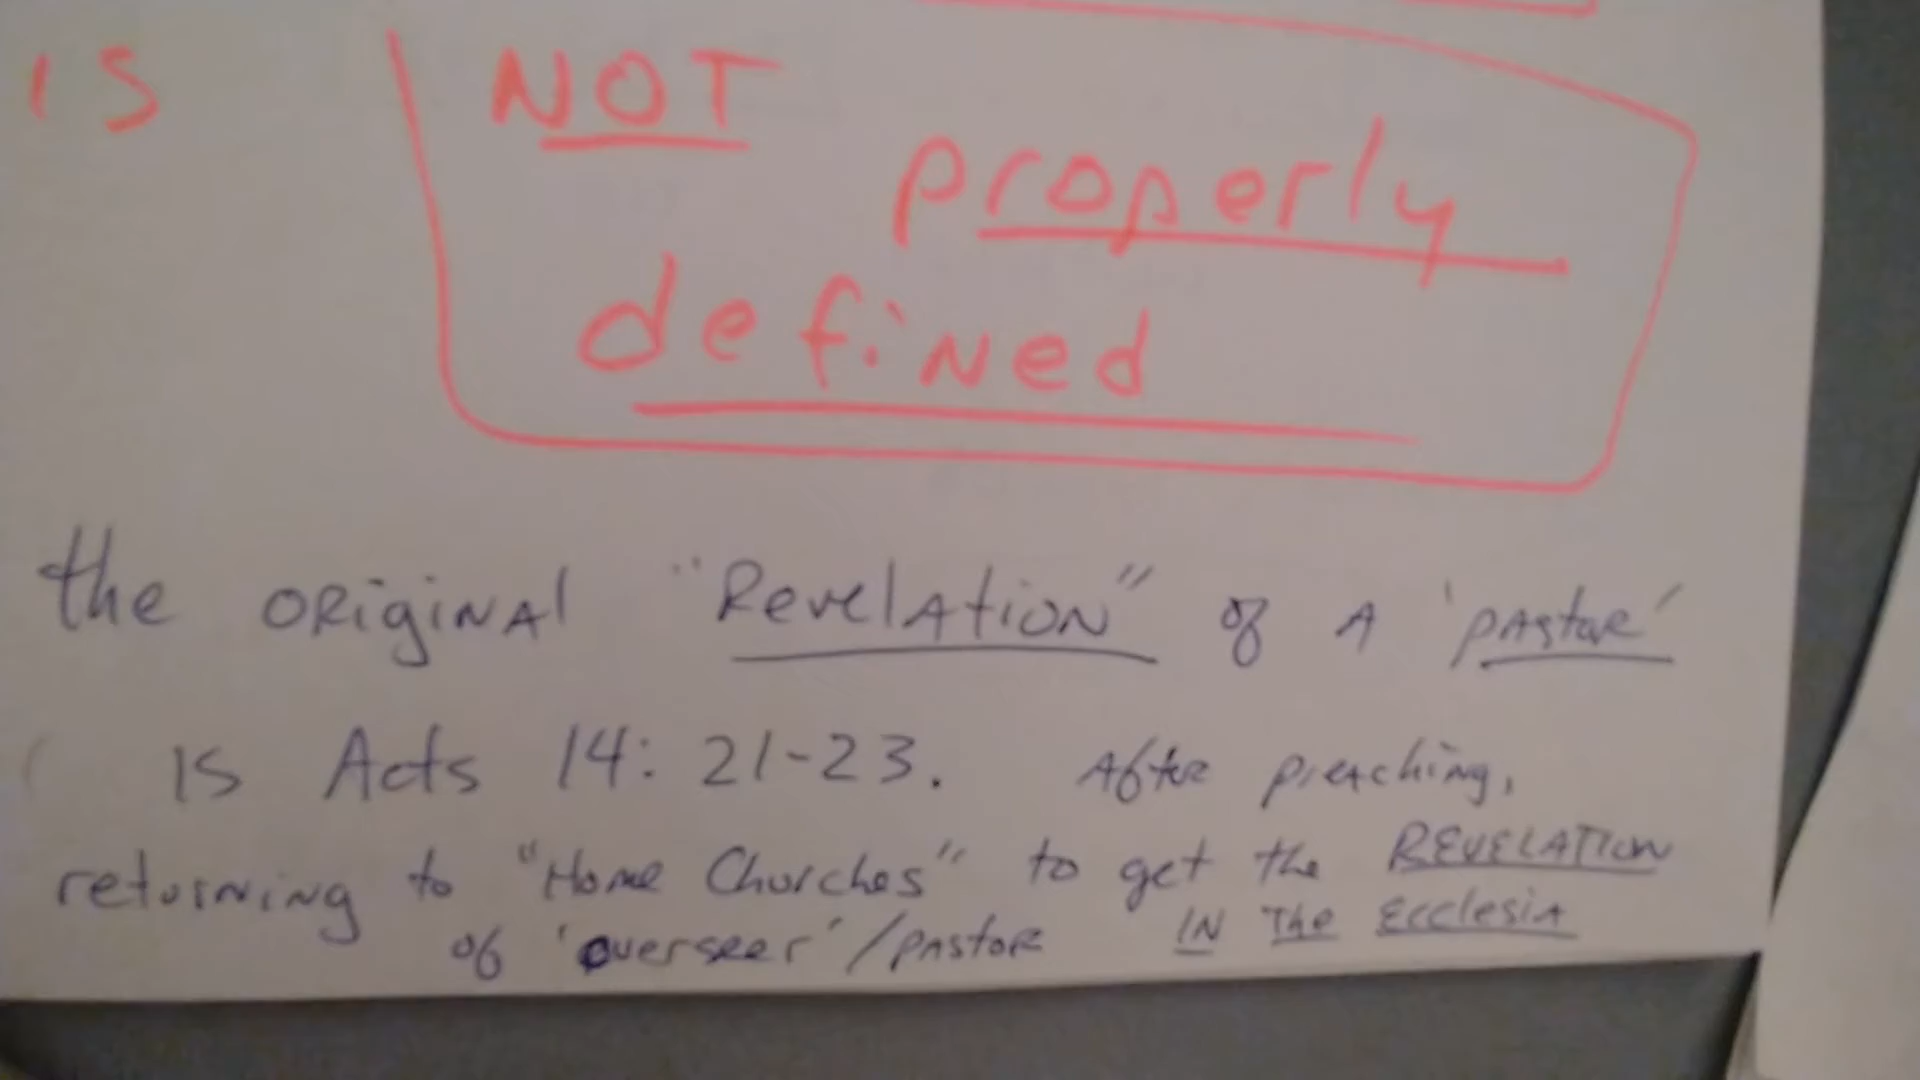 is NOT
properly
defined
the original "Revelation" of A 'pastor'
is Acts 14: 21-23. After preaching,
returning to "Home Churches" to get the REVELATION
of 'overseer' / pastor IN The Ecclesia